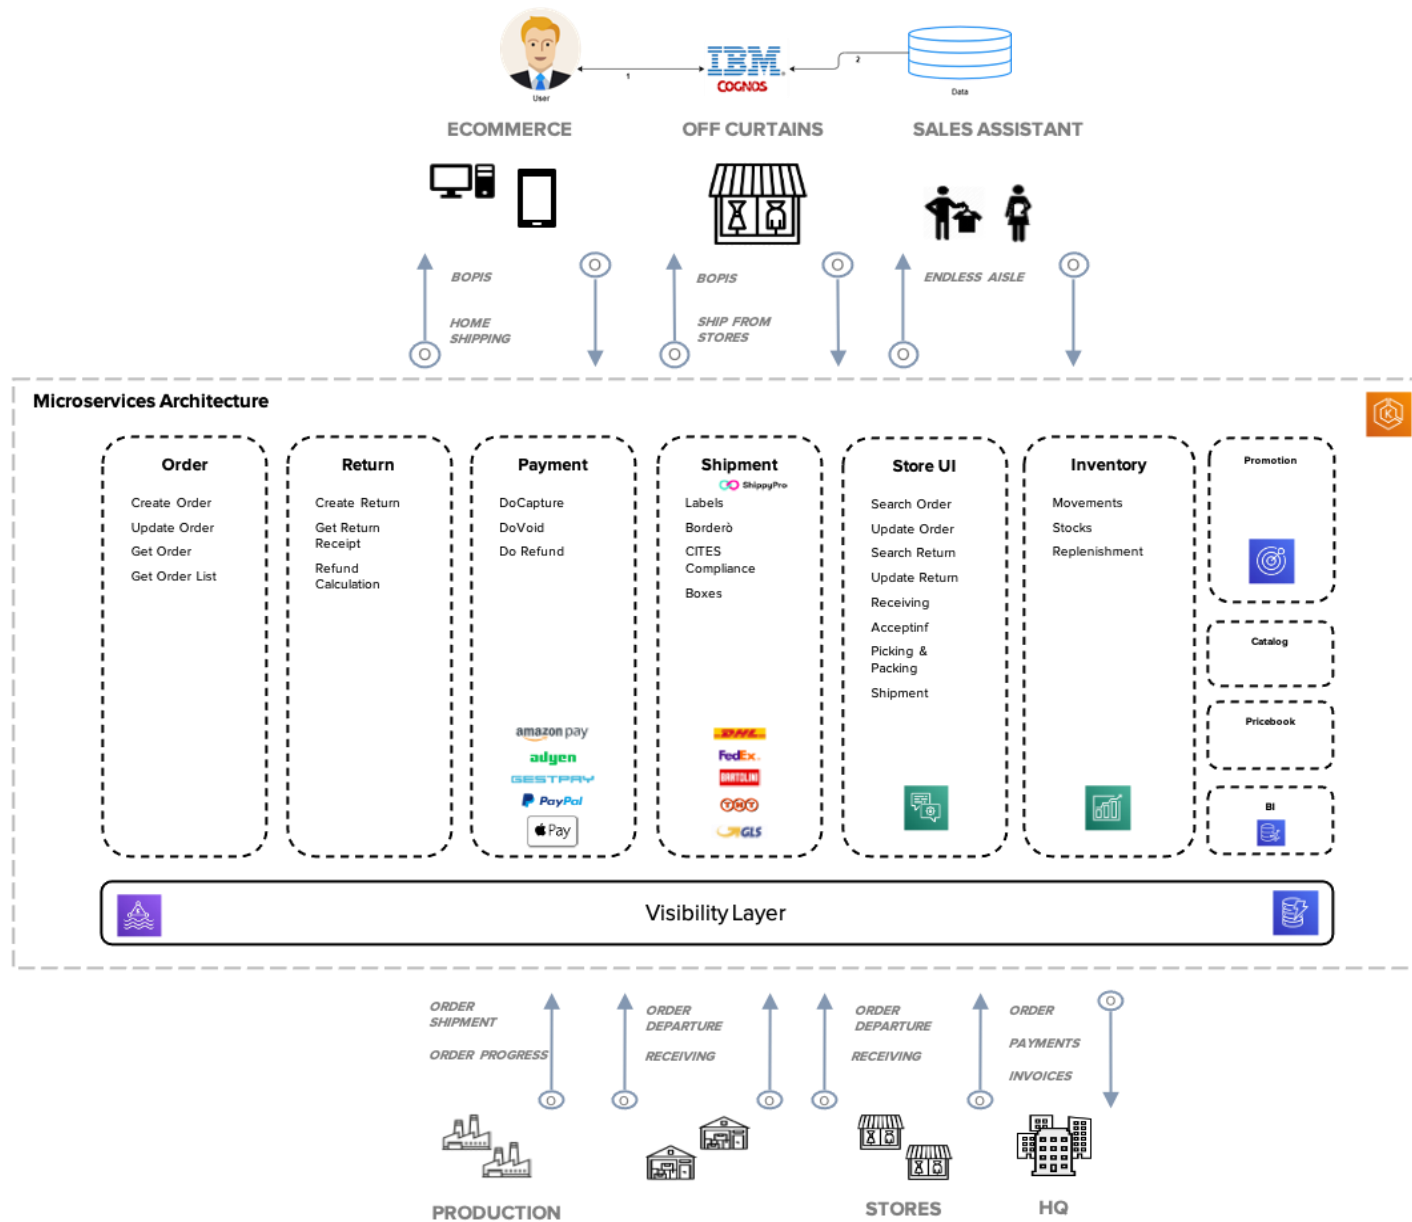 IBM
COGNOS
1
2
User
Data
ECOMMERCE
OFF CURTAINS
SALES ASSISTANT
BOPIS
HOME
SHIPPING
BOPIS
SHIP FROM
STORES
ENDLESS AISLE
O
O
O
O
O
O
Microservices Architecture
K
Order
Create Order
Update Order
Get Order
Get Order List
Return
Create Return
Get Return
Receipt
Refund
Calculation
Payment
DoCapture
DoVoid
Do Refund
amazon pay
adyen
GESTPAY
PayPal
Pay
Shipment
ShippyPro
Labels
Borderò
CITES
Compliance
Boxes
DHL
FedEx
BARTOLINI
TNT
GLS
Store UI
Search Order
Update Order
Search Return
Update Return
Receiving
Acceptinf
Picking &
Packing
Shipment
Inventory
Movements
Stocks
Replenishment
Promotion
Catalog
Pricebook
BI
Visibility Layer
ORDER
SHIPMENT
ORDER PROGRESS
ORDER
DEPARTURE
RECEIVING
ORDER
DEPARTURE
RECEIVING
ORDER
PAYMENTS
INVOICES
O
O
O
O
O
O
PRODUCTION
STORES
HQ